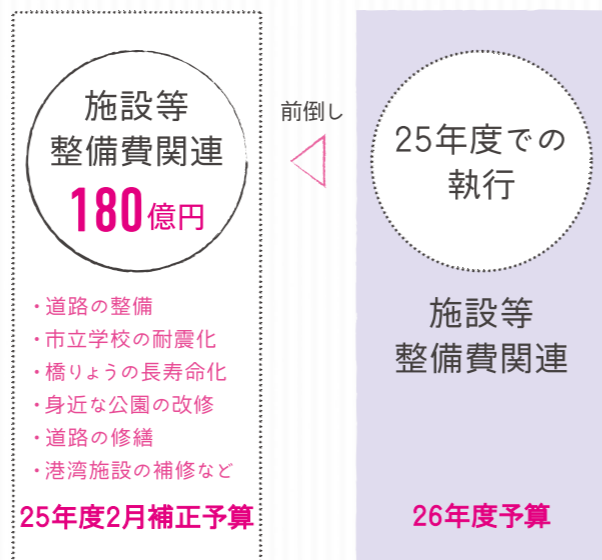 施設等
整備費関連
180億円
・道路の整備
・市立学校の耐震化
・橋りょうの長寿命化
・身近な公園の改修
・道路の修繕
・港湾施設の補修など
25年度2月補正予算
前倒し
25年度での
執行
施設等
整備費関連
26年度予算